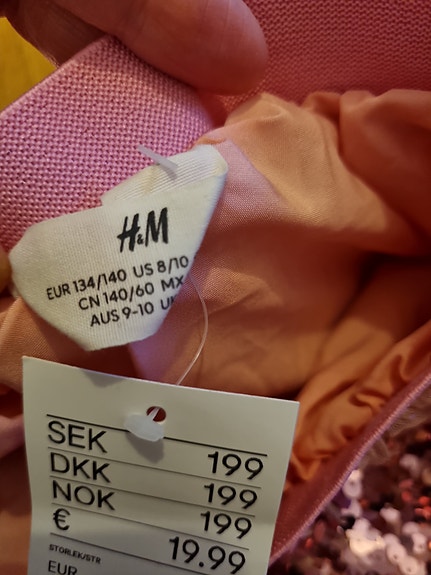 H&M
EUR 134/140 US 8/10
CN 140/60 MX
AUS 9-10
SEK 199
DKK 199
NOK 199
€ 19.99
STORLEK/STR
EUR